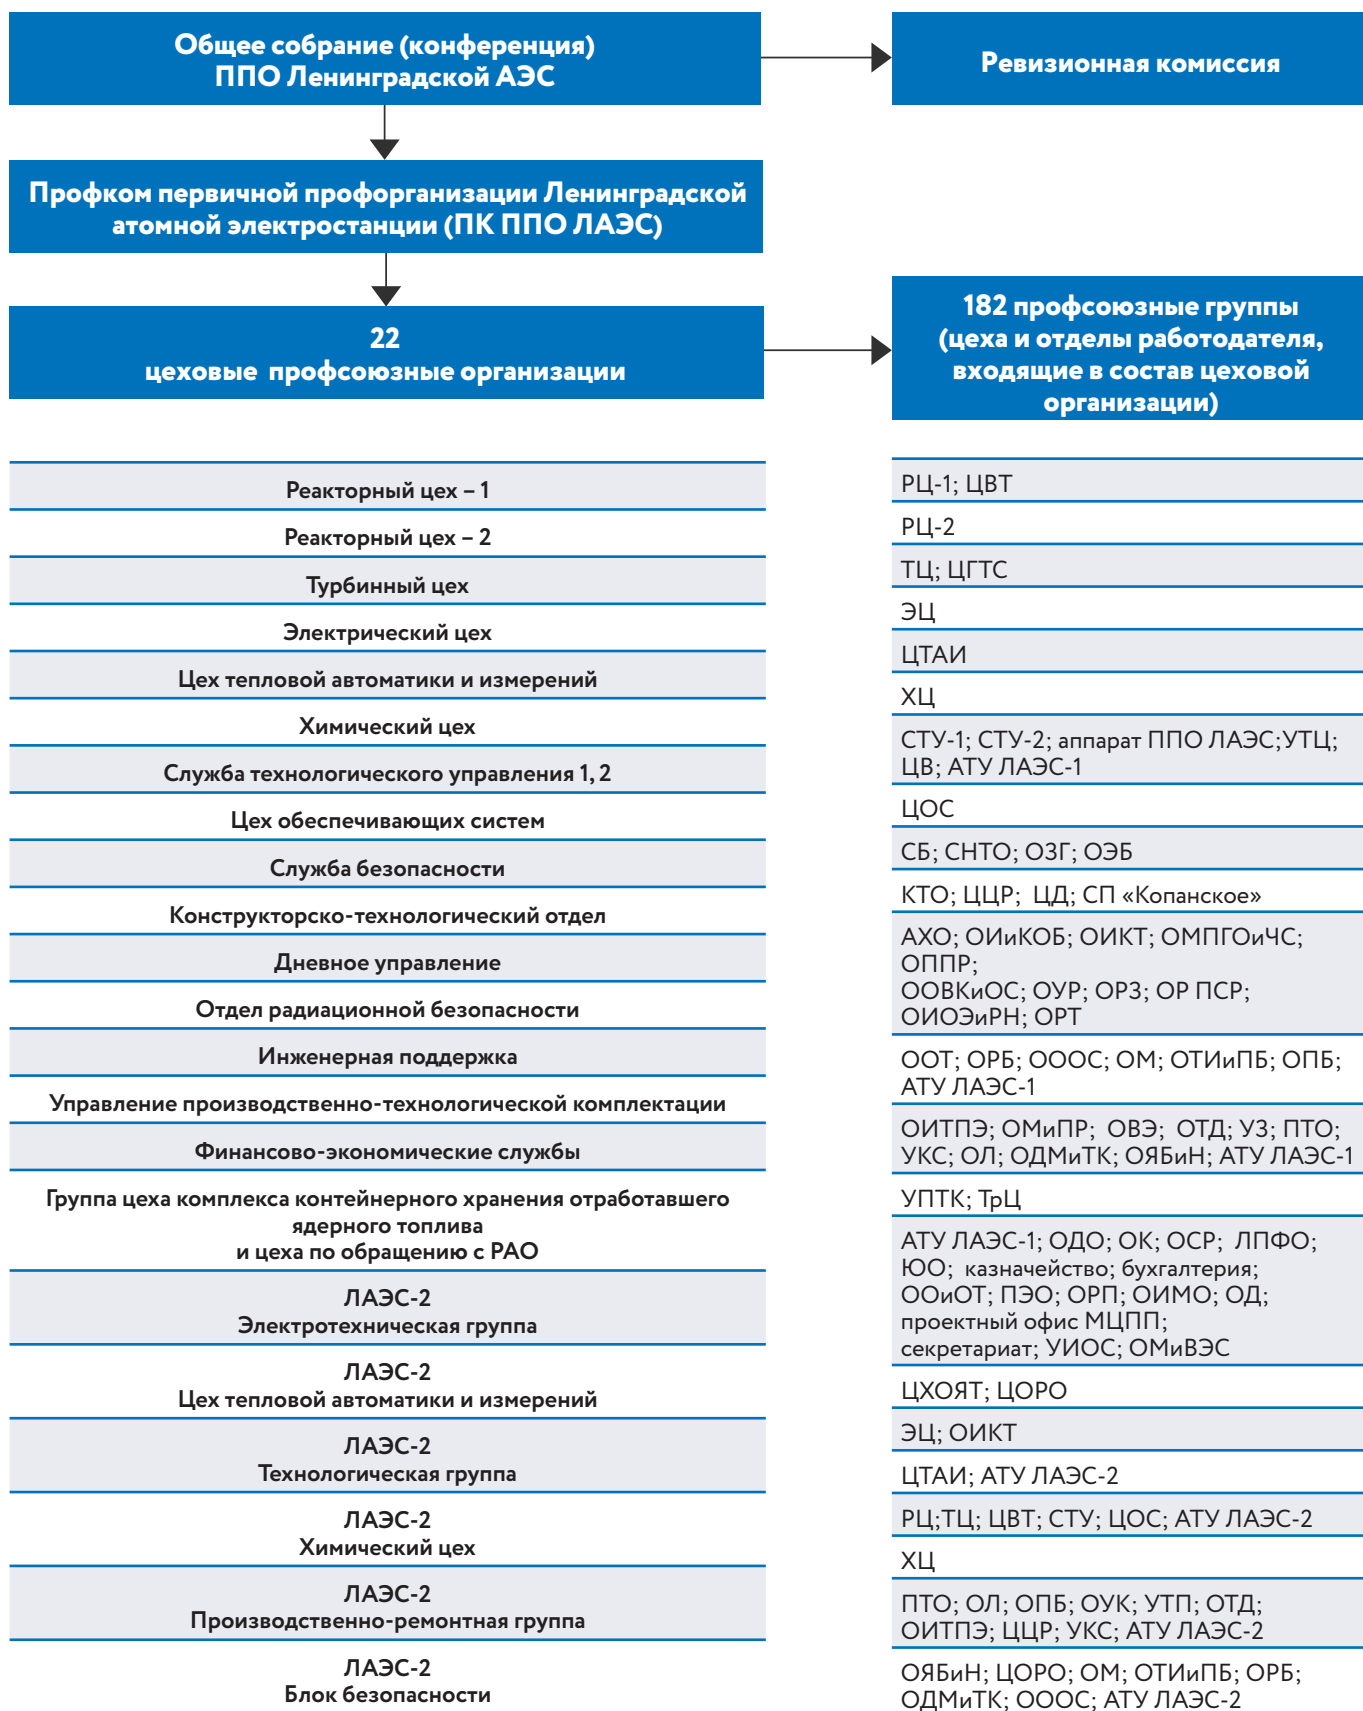 Общее собрание (конференция)
ППО Ленинградской АЭС
Ревизионная комиссия
Профком первичной профорганизации Ленинградской
атомной электростанции (ПК ППО ЛАЭС)
22
цеховые профсоюзные организации
182 профсоюзные группы
(цеха и отделы работодателя,
входящие в состав цеховой
организации)
Реакторный цех – 1
Реакторный цех – 2
Турбинный цех
Электрический цех
Цех тепловой автоматики и измерений
Химический цех
Служба технологического управления 1, 2
Цех обеспечивающих систем
Служба безопасности
Конструкторско-технологический отдел
Дневное управление
Отдел радиационной безопасности
Инженерная поддержка
Управление производственно-технологической комплектации
Финансово-экономические службы
Группа цеха комплекса контейнерного хранения отработавшего
ядерного топлива
и цеха по обращению с РАО
ЛАЭС-2
Электротехническая группа
ЛАЭС-2
Цех тепловой автоматики и измерений
ЛАЭС-2
Технологическая группа
ЛАЭС-2
Химический цех
ЛАЭС-2
Производственно-ремонтная группа
ЛАЭС-2
Блок безопасности
РЦ-1; ЦВТ
РЦ-2
ТЦ; ЦГТС
ЭЦ
ЦТАИ
ХЦ
СТУ-1; СТУ-2; аппарат ППО ЛАЭС;УТЦ;
ЦВ; АТУ ЛАЭС-1
ЦОС
СБ; СНТО; ОЗГ; ОЭБ
КТО; ЦЦР; ЦД; СП «Копанское»
АХО; ОИиКОБ; ОИКТ; ОМПГОиЧС;
ОППР;
ООВКиОС; ОУР; ОРЗ; ОР ПСР;
ОИОЭиРН; ОРТ
ООТ; ОРБ; ОООС; ОМ; ОТИиПБ; ОПБ;
АТУ ЛАЭС-1
ОИТПЭ; ОМиПР; ОВЭ; ОТД; УЗ; ПТО;
УКС; ОЛ; ОДМиТК; ОЯБиН; АТУ ЛАЭС-1
УПТК; ТрЦ
АТУ ЛАЭС-1; ОДО; ОК; ОСР; ЛПФО;
ЮО; казначейство; бухгалтерия;
ООиОТ; ПЭО; ОРП; ОИМО; ОД;
проектный офис МЦПП;
секретариат; УИОС; ОМиВЭС
ЦХОЯТ; ЦОРО
ЭЦ; ОИКТ
ЦТАИ; АТУ ЛАЭС-2
РЦ;ТЦ; ЦВТ; СТУ; ЦОС; АТУ ЛАЭС-2
ХЦ
ПТО; ОЛ; ОПБ; ОУК; УТП; ОТД;
ОИТПЭ; ЦЦР; УКС; АТУ ЛАЭС-2
ОЯБиН; ЦОРО; ОМ; ОТИиПБ; ОРБ;
ОДМиТК; ОООС; АТУ ЛАЭС-2